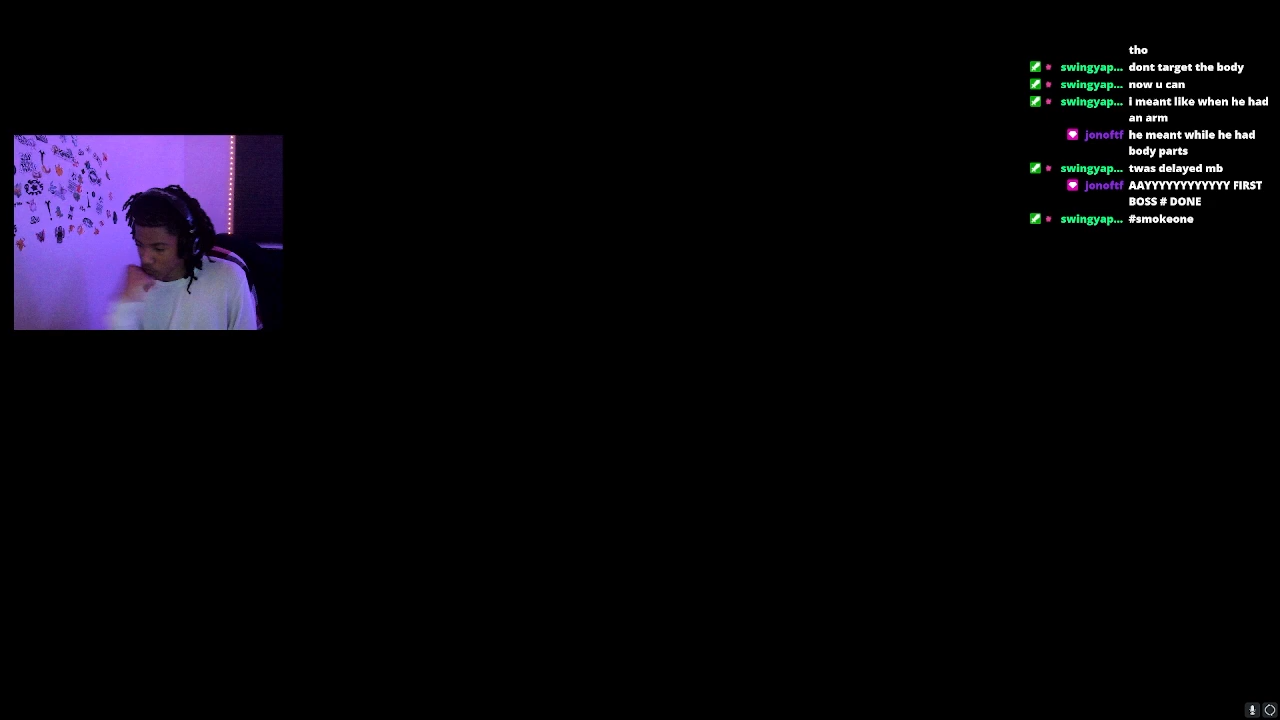 tho
swingyap... dont target the body
swingyap... now u can
swingyap... i meant like when he had
an arm
jonoftf he meant while he had
body parts
swingyap... twas delayed mb
jonoftf AAYYYYYYYYYYYY FIRST
BOSS # DONE
swingyap... #smokeone